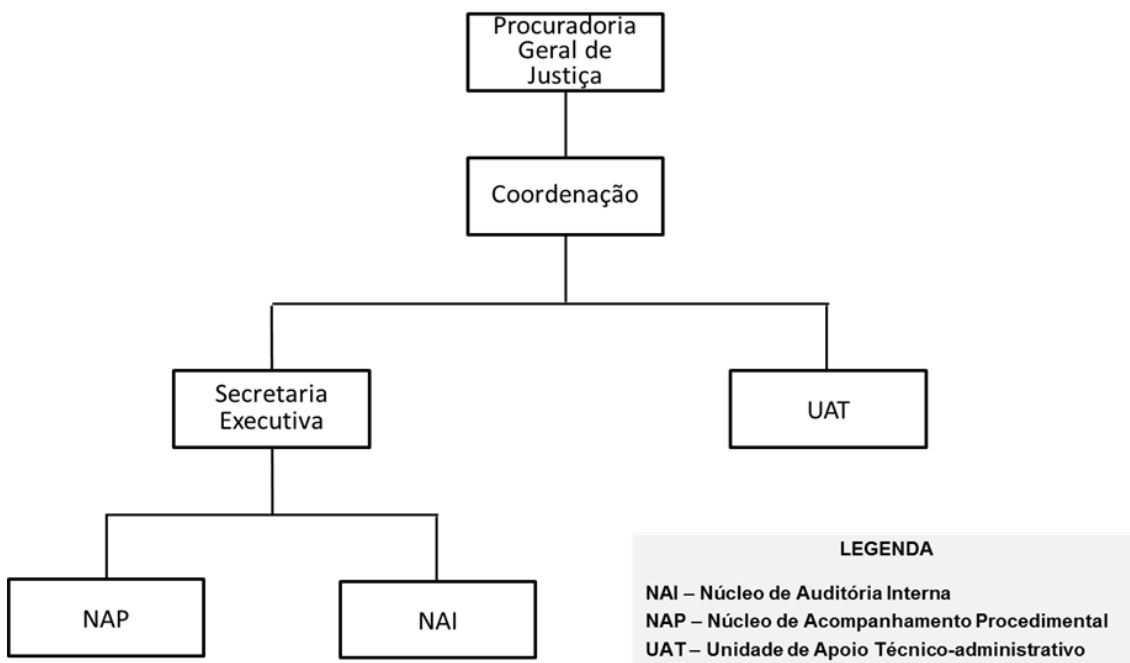 Procuradoria
Geral de
Justiça
Coordenação
Secretaria
Executiva
UAT
NAP
NAI
LEGENDA
NAI – Núcleo de Auditória Interna
NAP – Núcleo de Acompanhamento Procedimental
UAT – Unidade de Apoio Técnico-administrativo